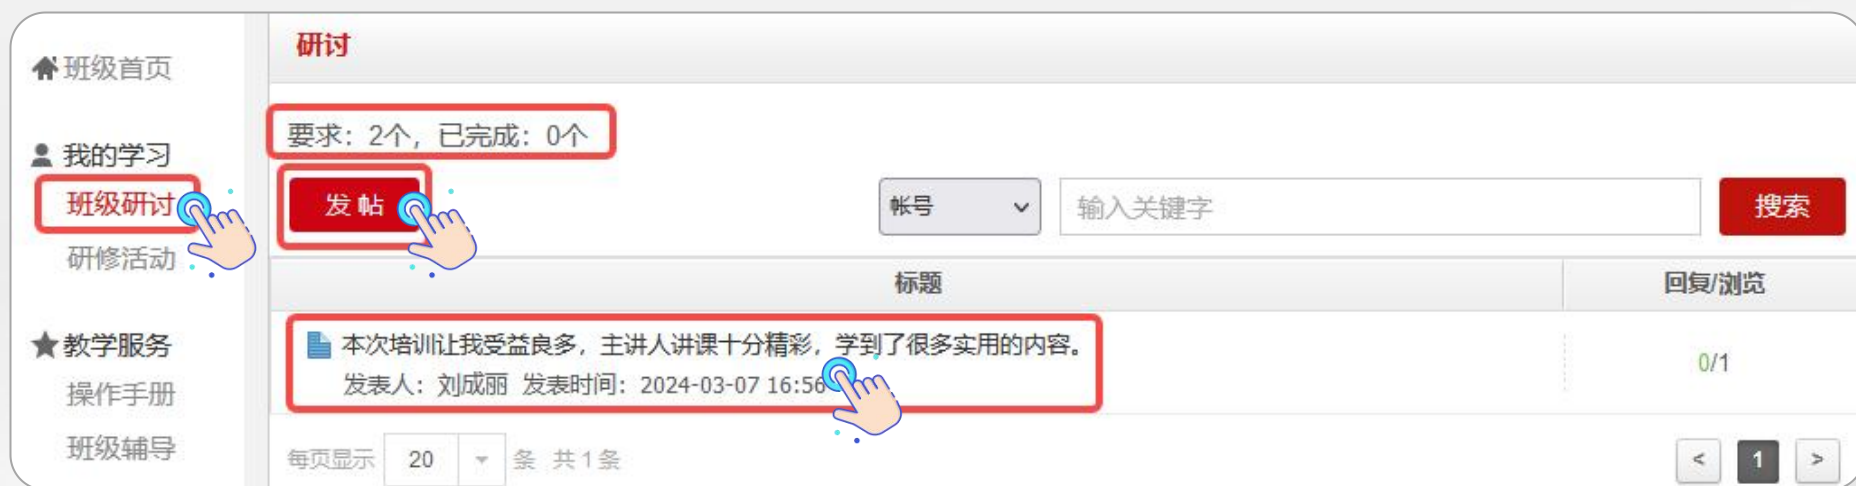 班级首页
我的学习
班级研讨
研修活动
教学服务
操作手册
班级辅导
研讨
要求：2个，已完成：0个
发帖
帐号
输入关键字
搜索
标题
回复/浏览
本次培训让我受益良多，主讲人讲课十分精彩，学到了很多实用的内容。
发表人：刘成丽 发表时间：2024-03-07 16:56
0/1
每页显示 20 条 共1条
< 1 >